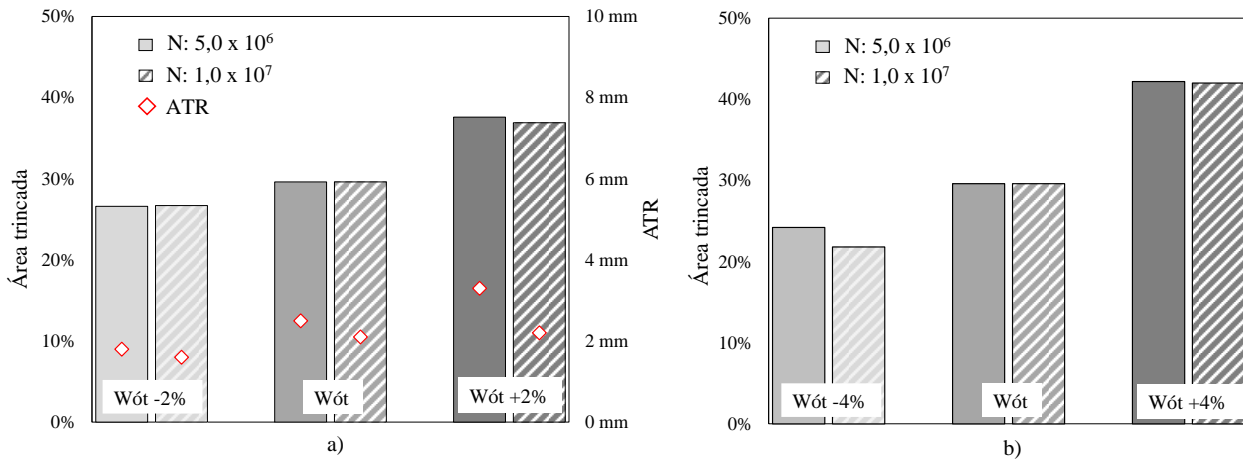 50%
40%
30%
20%
10%
0%
Área trincada
N: 5,0 x 10⁶
N: 1,0 x 10⁷
ATR
Wót -2%
Wót
Wót +2%
10 mm
8 mm
6 mm
4 mm
2 mm
0 mm
ATR
a)
50%
40%
30%
20%
10%
0%
Área trincada
N: 5,0 x 10⁶
N: 1,0 x 10⁷
Wót -4%
Wót
Wót +4%
b)